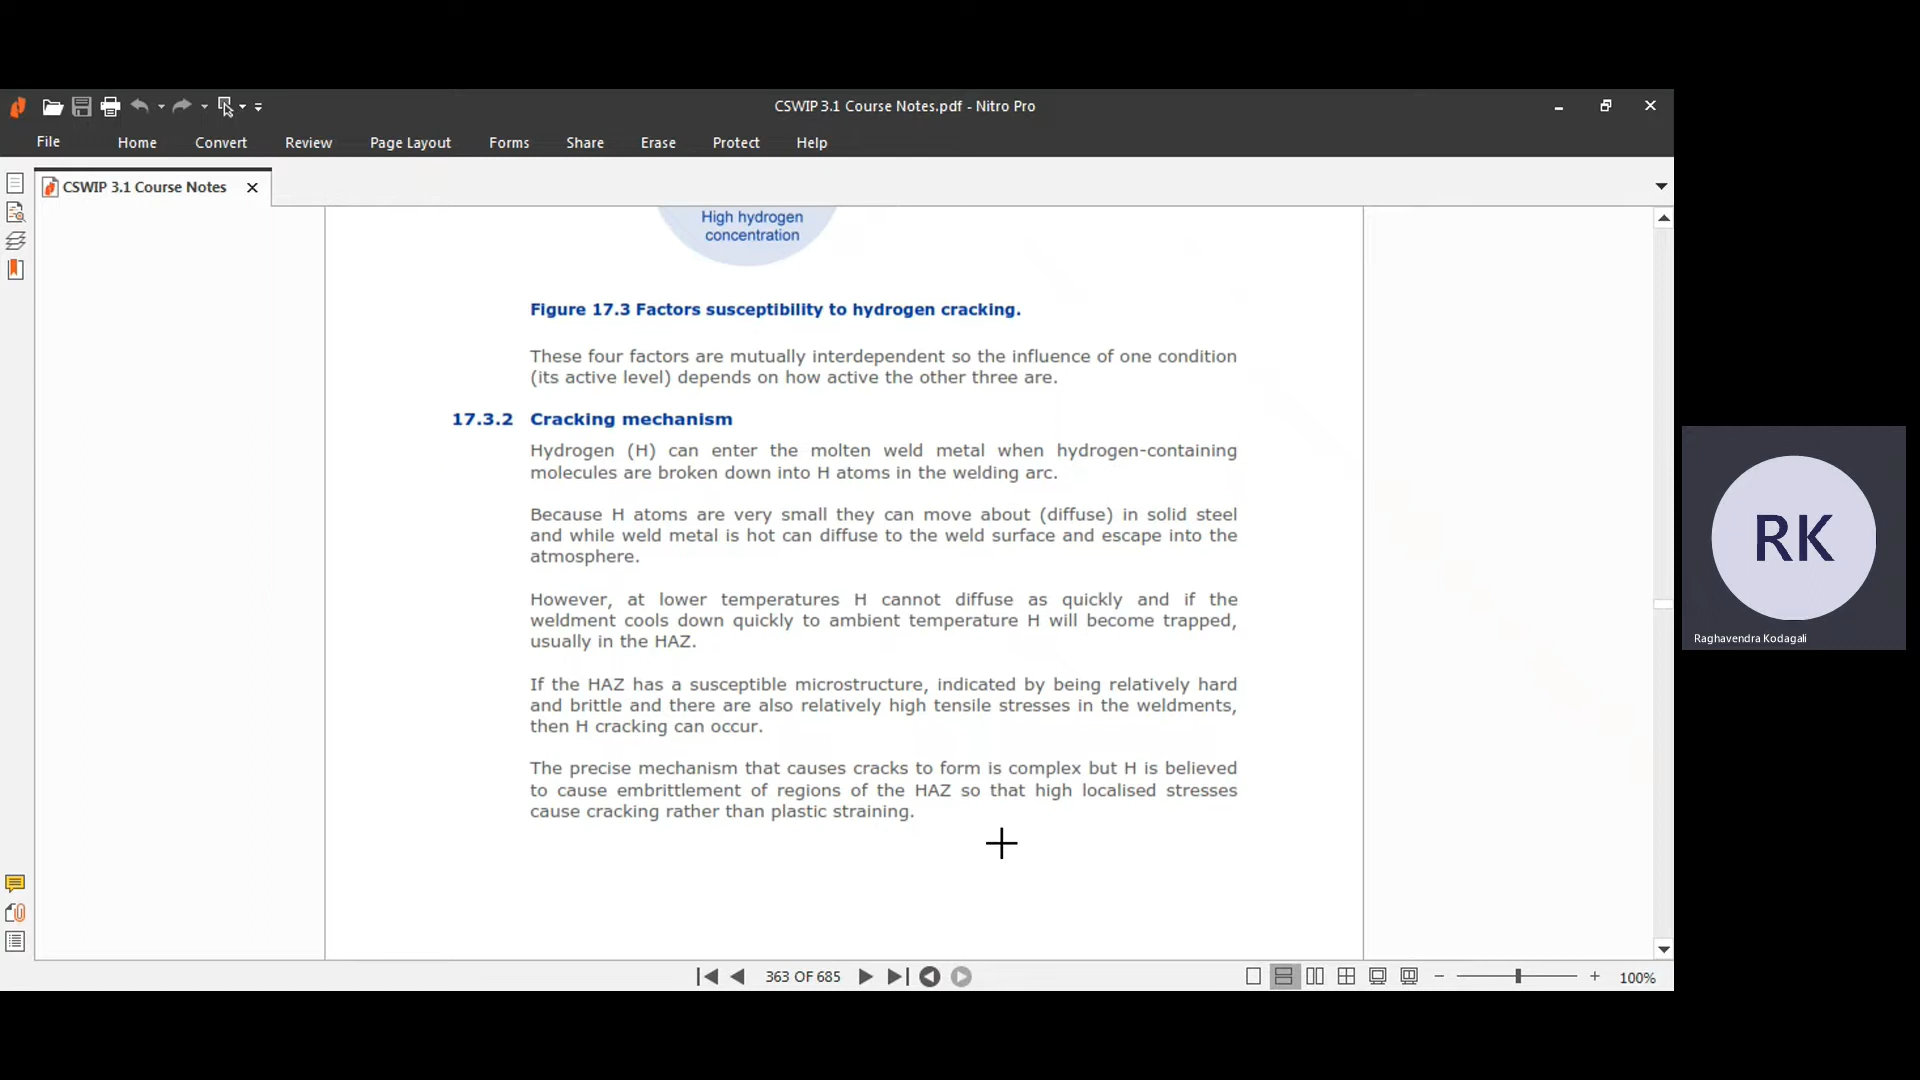 CSWIP 3.1 Course Notes.pdf - Nitro Pro
File Home Convert Review Page Layout Forms Share Erase Protect Help
CSWIP 3.1 Course Notes
High hydrogen
concentration
Figure 17.3 Factors susceptibility to hydrogen cracking.
These four factors are mutually interdependent so the influence of one condition
(its active level) depends on how active the other three are.
17.3.2 Cracking mechanism
Hydrogen (H) can enter the molten weld metal when hydrogen-containing
molecules are broken down into H atoms in the welding arc.
Because H atoms are very small they can move about (diffuse) in solid steel
and while weld metal is hot can diffuse to the weld surface and escape into the
atmosphere.
However, at lower temperatures H cannot diffuse as quickly and if the
weldment cools down quickly to ambient temperature H will become trapped,
usually in the HAZ.
If the HAZ has a susceptible microstructure, indicated by being relatively hard
and brittle and there are also relatively high tensile stresses in the weldments,
then H cracking can occur.
The precise mechanism that causes cracks to form is complex but H is believed
to cause embrittlement of regions of the HAZ so that high localised stresses
cause cracking rather than plastic straining.
RK
Raghavendra Kodagali
363 OF 685
100%